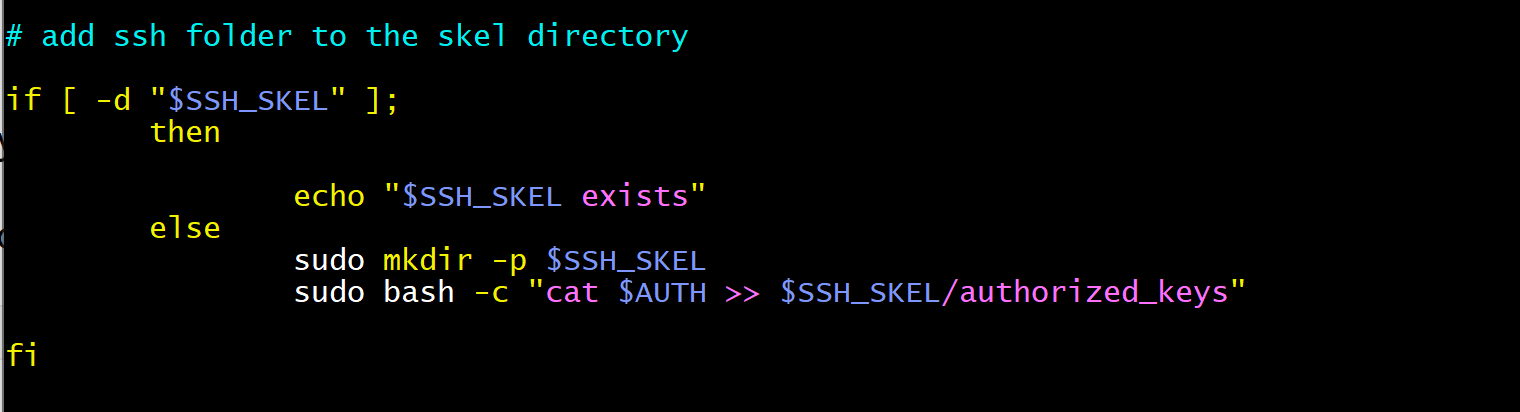 # add ssh folder to the skel directory
if [ -d "$SSH_SKEL" ];
then
echo "$SSH_SKEL exists"
else
sudo mkdir -p $SSH_SKEL
sudo bash -c "cat $AUTH >> $SSH_SKEL/authorized_keys"
fi